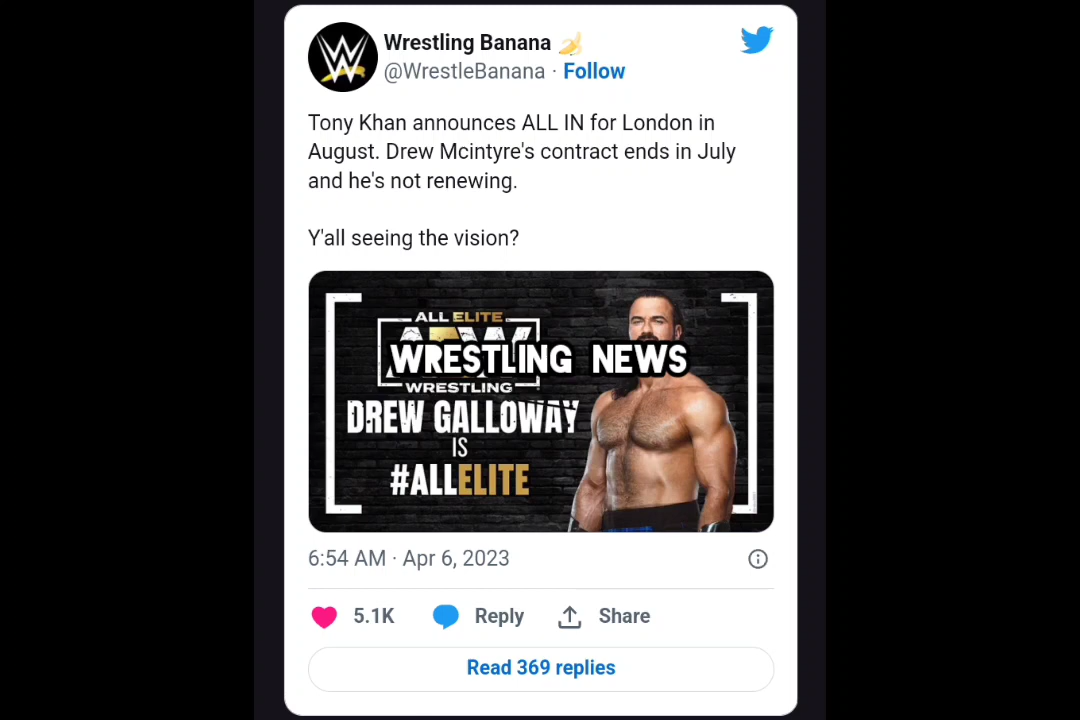 Wrestling Banana 🍌
@WrestleBanana · Follow
Tony Khan announces ALL IN for London in
August. Drew Mcintyre's contract ends in July
and he's not renewing.
Y'all seeing the vision?
ALL ELITE
WRESTLING NEWS
WRESTLING
DREW GALLOWAY
IS
#ALLELITE
6:54 AM · Apr 6, 2023
5.1K Reply Share
Read 369 replies